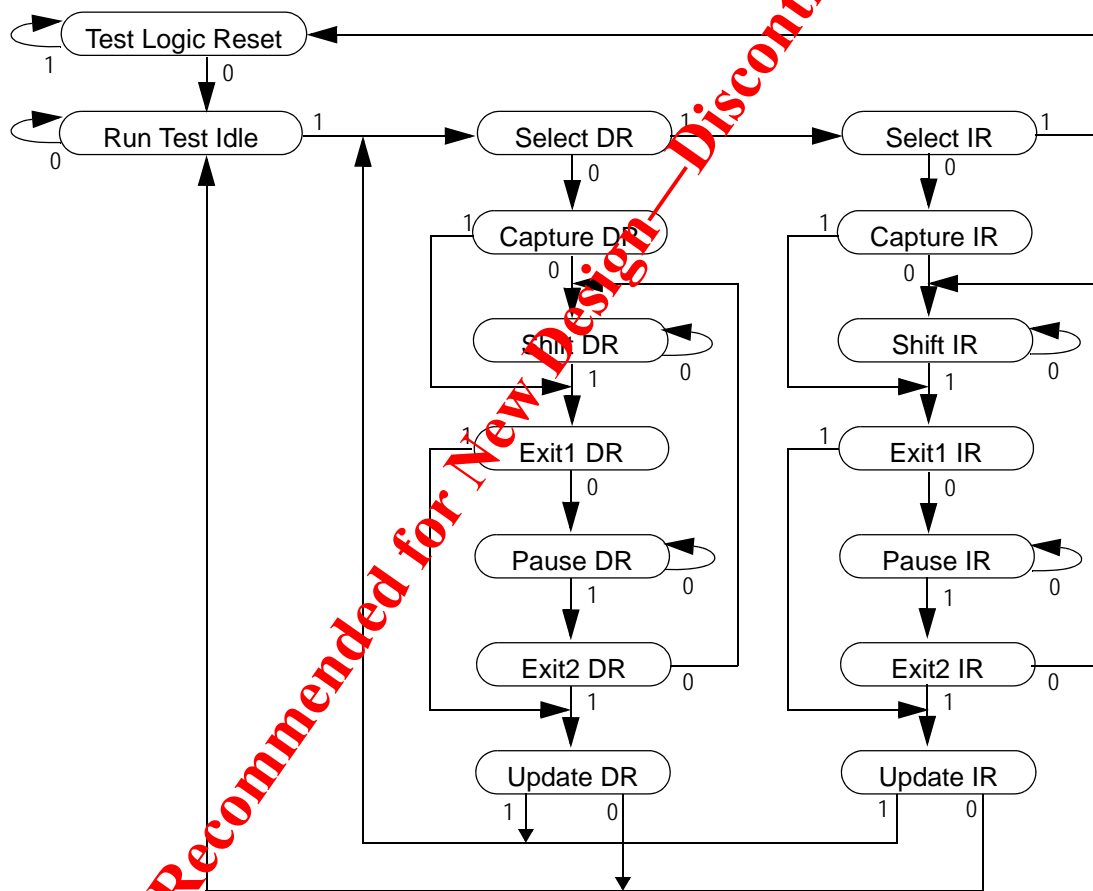 Test Logic Reset
1
0
Run Test Idle
0
1
Select DR
1
0
Select IR
1
0
Capture DR
1
0
Capture IR
1
0
Shift DR
0
1
Shift IR
0
1
Exit1 DR
1
0
Exit1 IR
1
0
Pause DR
0
1
Pause IR
0
1
Exit2 DR
0
1
Exit2 IR
0
1
Update DR
1
0
Update IR
1
0
Recommended for New Design—Disconti